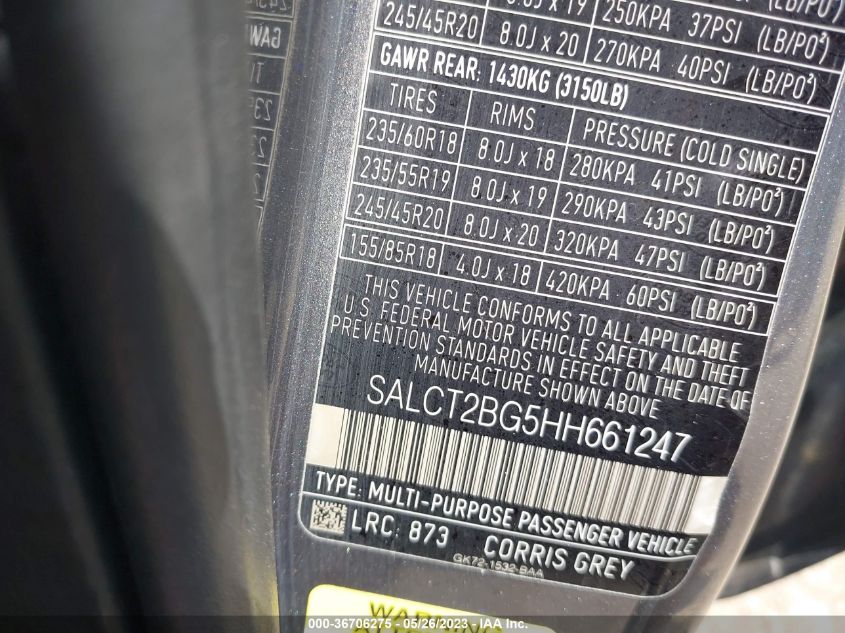 8.0J x 19 250KPA 37PSI (LB/PO²)
245/45R20 8.0J x 20 270KPA 40PSI (LB/PO²)
GAWR REAR: 1430KG (3150LB)
TIRES RIMS PRESSURE (COLD SINGLE)
235/60R18 8.0J x 18 280KPA 41PSI (LB/PO²)
235/55R19 8.0J x 19 290KPA 43PSI (LB/PO²)
245/45R20 8.0J x 20 320KPA 47PSI (LB/PO²)
155/85R18 4.0J x 18 420KPA 60PSI (LB/PO²)
THIS VEHICLE CONFORMS TO ALL APPLICABLE
U.S. FEDERAL MOTOR VEHICLE SAFETY AND THEFT
PREVENTION STANDARDS IN EFFECT ON THE DATE OF
MANUFACTURE SHOWN ABOVE
SALCT2BG5HH661247
TYPE: MULTI-PURPOSE PASSENGER VEHICLE
LRC: 873 CORRIS GREY
GK72-1532-BAA
WARNING
000-36706275 - 05/26/2023 - IAA Inc.